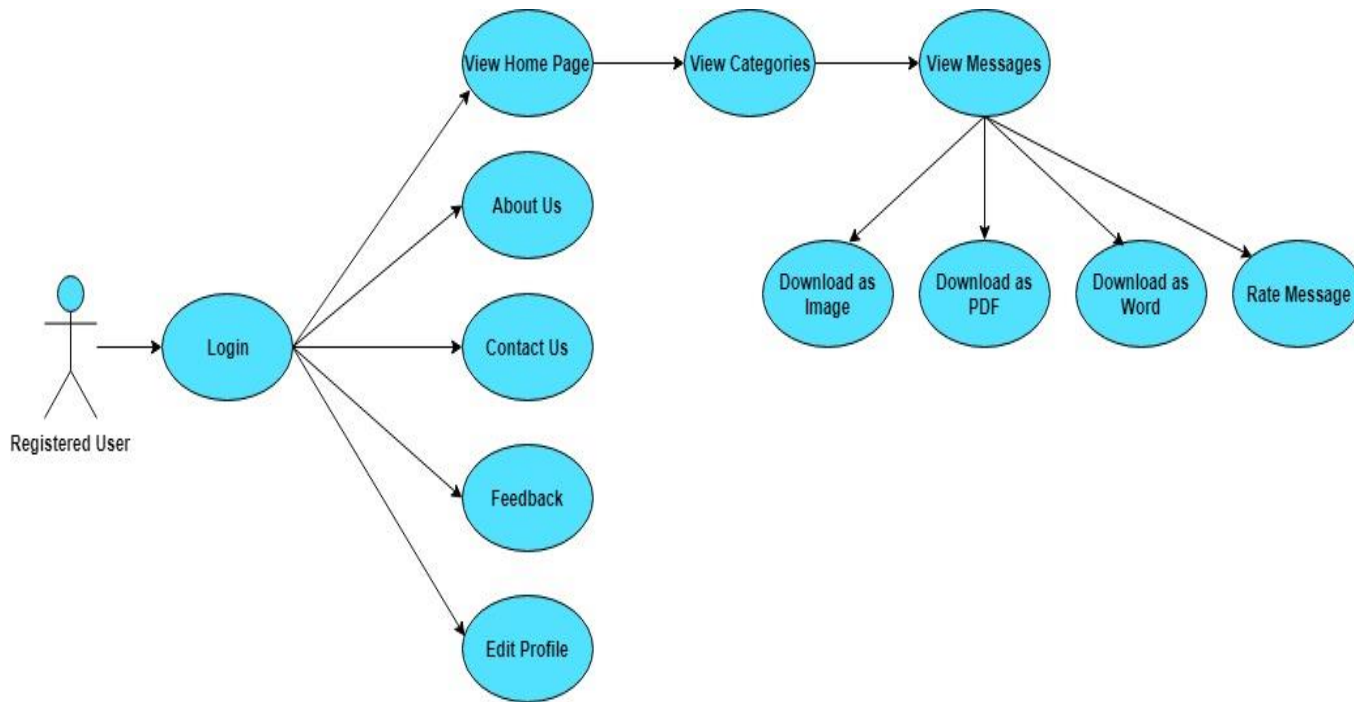 View Home Page
View Categories
View Messages
About Us
Download as
Image
Download as
PDF
Download as
Word
Rate Message
Login
Contact Us
Registered User
Feedback
Edit Profile